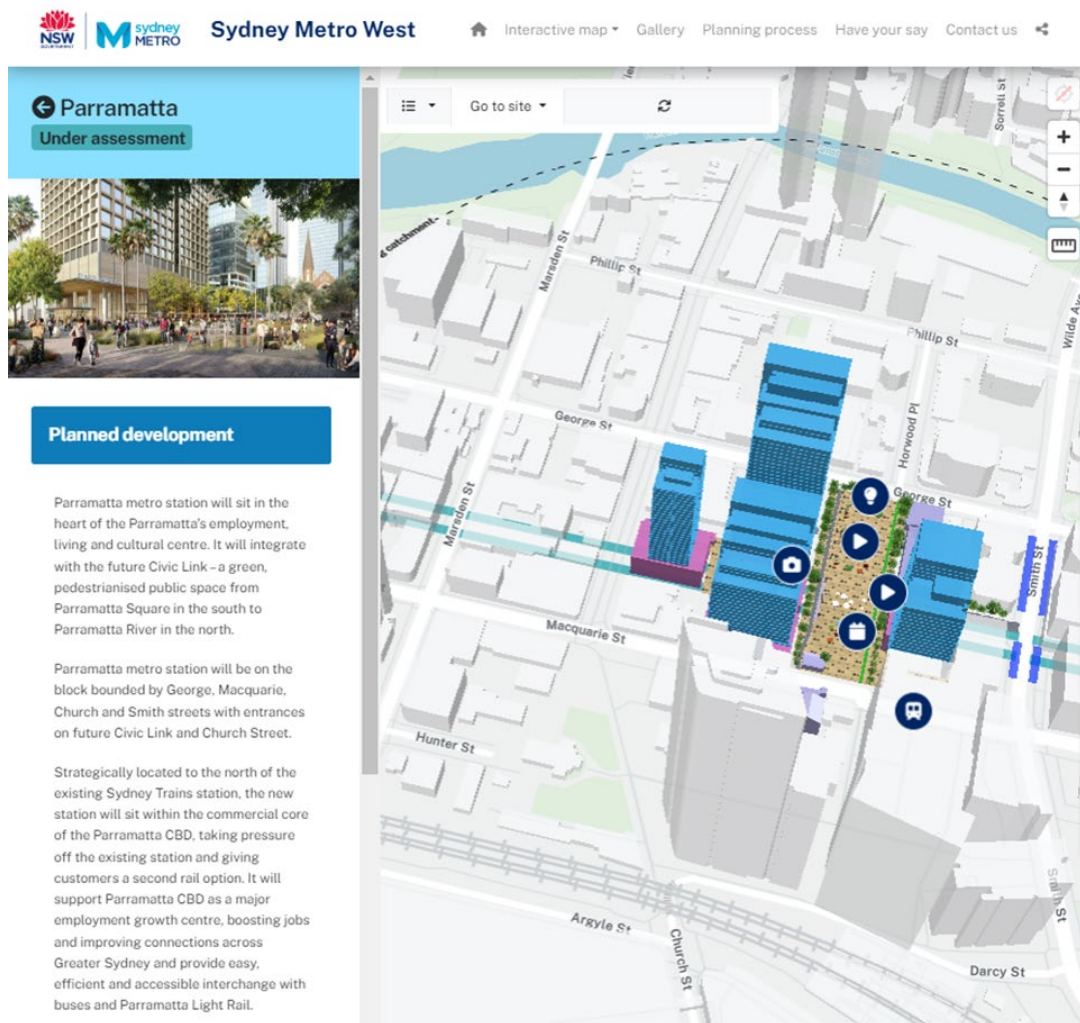 NSW
GOVERNMENT
sydney
METRO
Sydney Metro West
Interactive map
Gallery
Planning process
Have your say
Contact us
Parramatta
Under assessment
Planned development
Parramatta metro station will sit in the
heart of the Parramatta's employment,
living and cultural centre. It will integrate
with the future Civic Link – a green,
pedestrianised public space from
Parramatta Square in the south to
Parramatta River in the north.
Parramatta metro station will be on the
block bounded by George, Macquarie,
Church and Smith streets with entrances
on future Civic Link and Church Street.
Strategically located to the north of the
existing Sydney Trains station, the new
station will sit within the commercial core
of the Parramatta CBD, taking pressure
off the existing station and giving
customers a second rail option. It will
support Parramatta CBD as a major
employment growth centre, boosting jobs
and improving connections across
Greater Sydney and provide easy,
efficient and accessible interchange with
buses and Parramatta Light Rail.
Go to site
Sorrell St
catchment
Marsden St
Phillip St
Phillip St
Wilde Av
George St
Horwood Pl
George St
Marsden St
Smith St
Macquarie St
Hunter St
Smith St
Argyle St
Church St
Darcy St